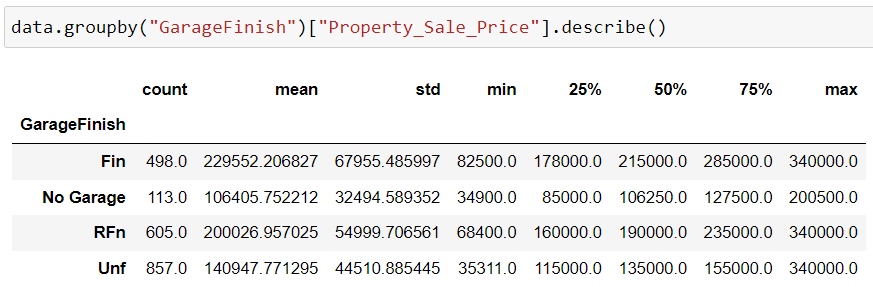 data.groupby("GarageFinish")["Property_Sale_Price"].describe()
count mean std min 25% 50% 75% max
GarageFinish
Fin 498.0 229552.206827 67955.485997 82500.0 178000.0 215000.0 285000.0 340000.0
No Garage 113.0 106405.752212 32494.589352 34900.0 85000.0 106250.0 127500.0 200500.0
RFn 605.0 200026.957025 54999.706561 68400.0 160000.0 190000.0 235000.0 340000.0
Unf 857.0 140947.771295 44510.885445 35311.0 115000.0 135000.0 155000.0 340000.0